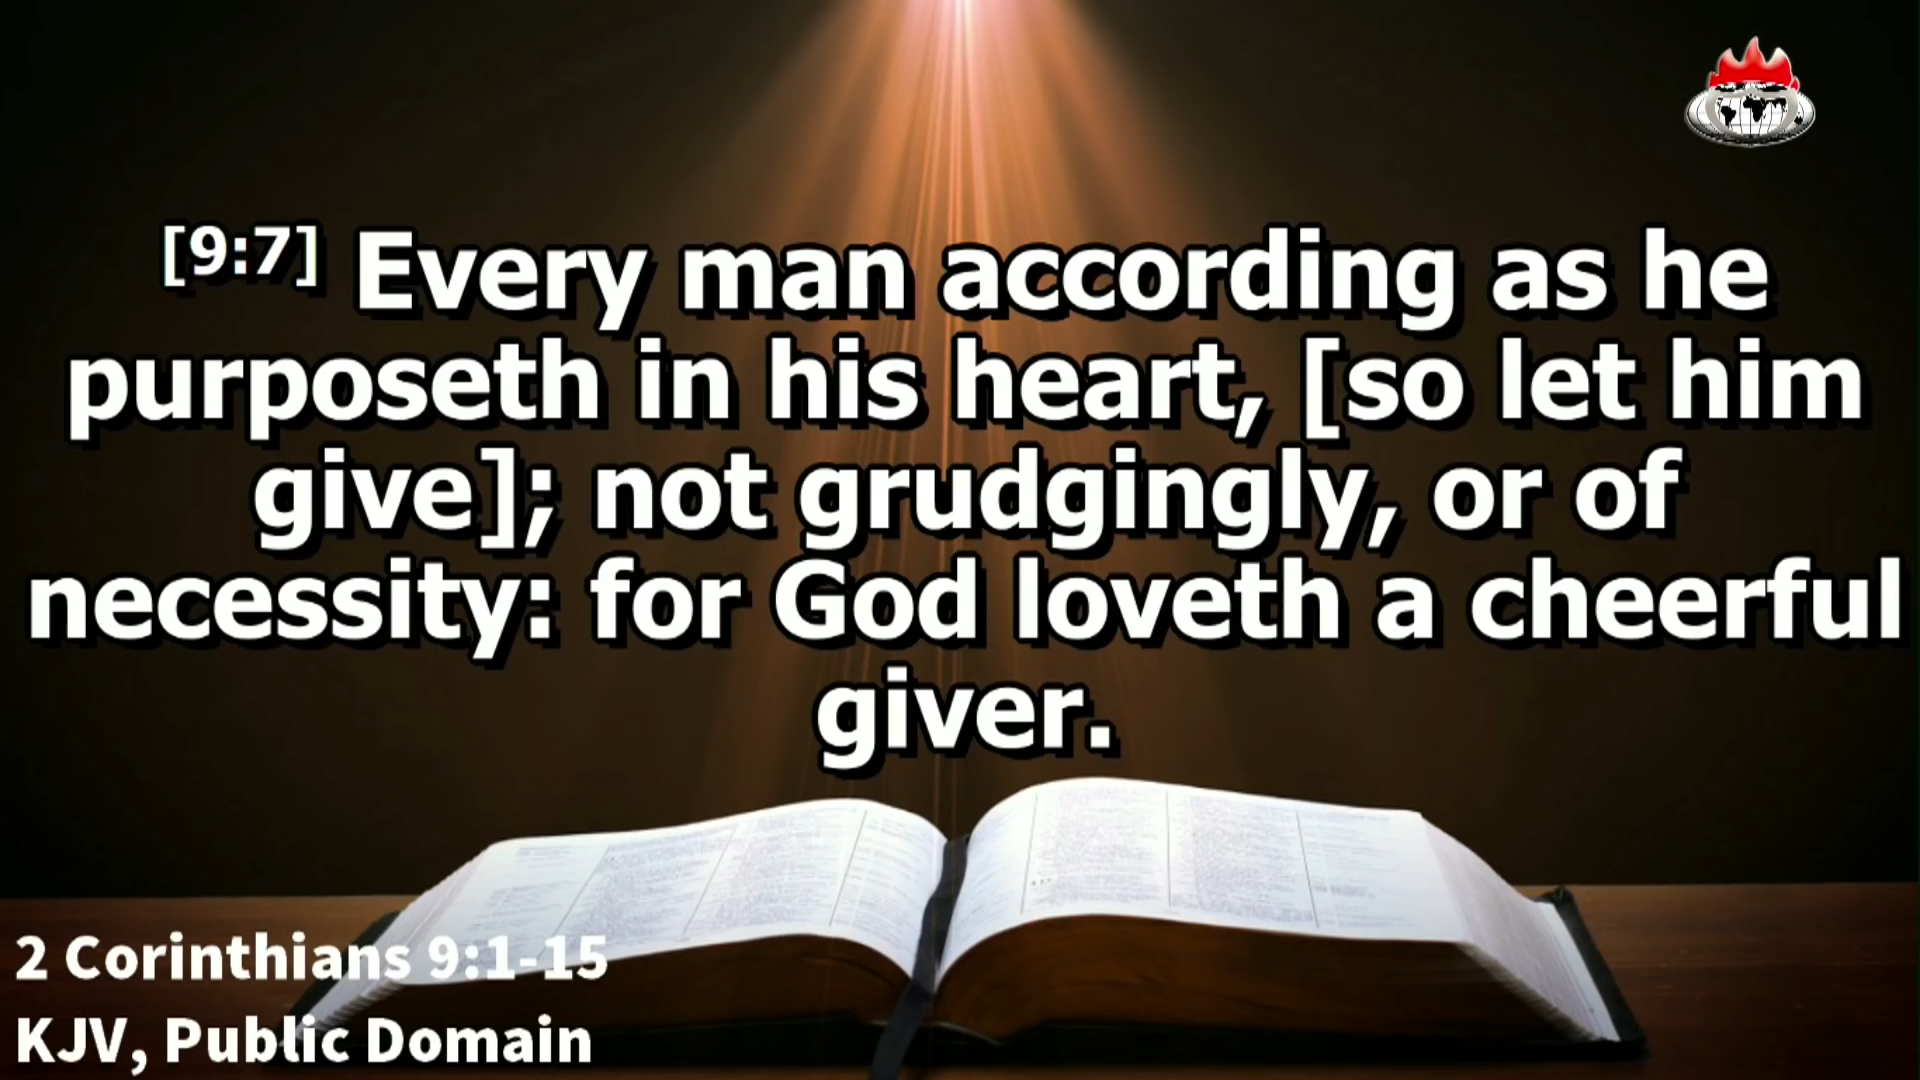 [9:7] Every man according as he
purposeth in his heart, [so let him
give]; not grudgingly, or of
necessity: for God loveth a cheerful
giver.
2 Corinthians 9:1-15
KJV, Public Domain